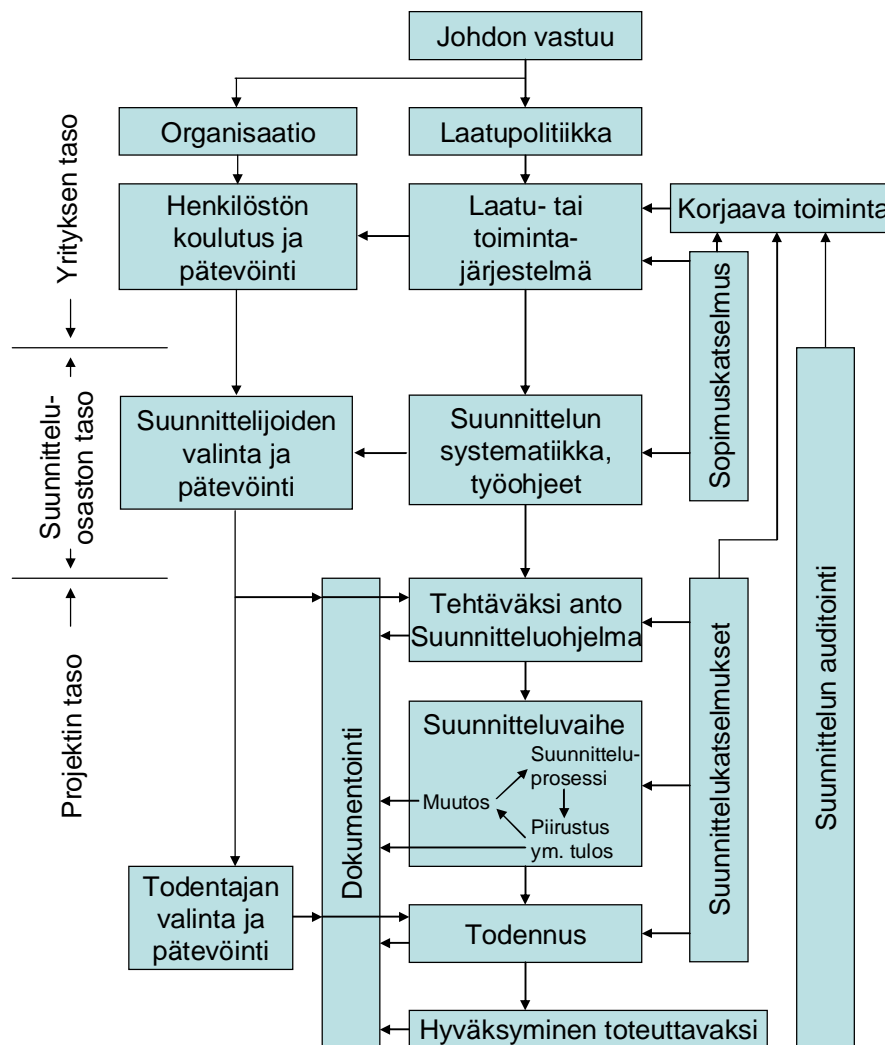 Johdon vastuu
Organisaatio
Laatupolitiikka
Yrityksen taso
Henkilöstön
koulutus ja
pätevöinti
Laatu- tai
toiminta-
järjestelmä
Korjaava toiminta
Sopimuskatselmus
Suunnittelu-
osaston taso
Suunnittelijoiden
valinta ja
pätevöinti
Suunnittelun
systematiikka,
työohjeet
Projektin taso
Dokumentointi
Tehtäväksi anto
Suunnitteluohjelma
Suunnittelukatselmukset
Suunnittelun auditointi
Suunnitteluvaihe
Suunnittelu-
prosessi
Muutos
Piirustus
ym. tulos
Todentajan
valinta ja
pätevöinti
Todennus
Hyväksyminen toteuttavaksi